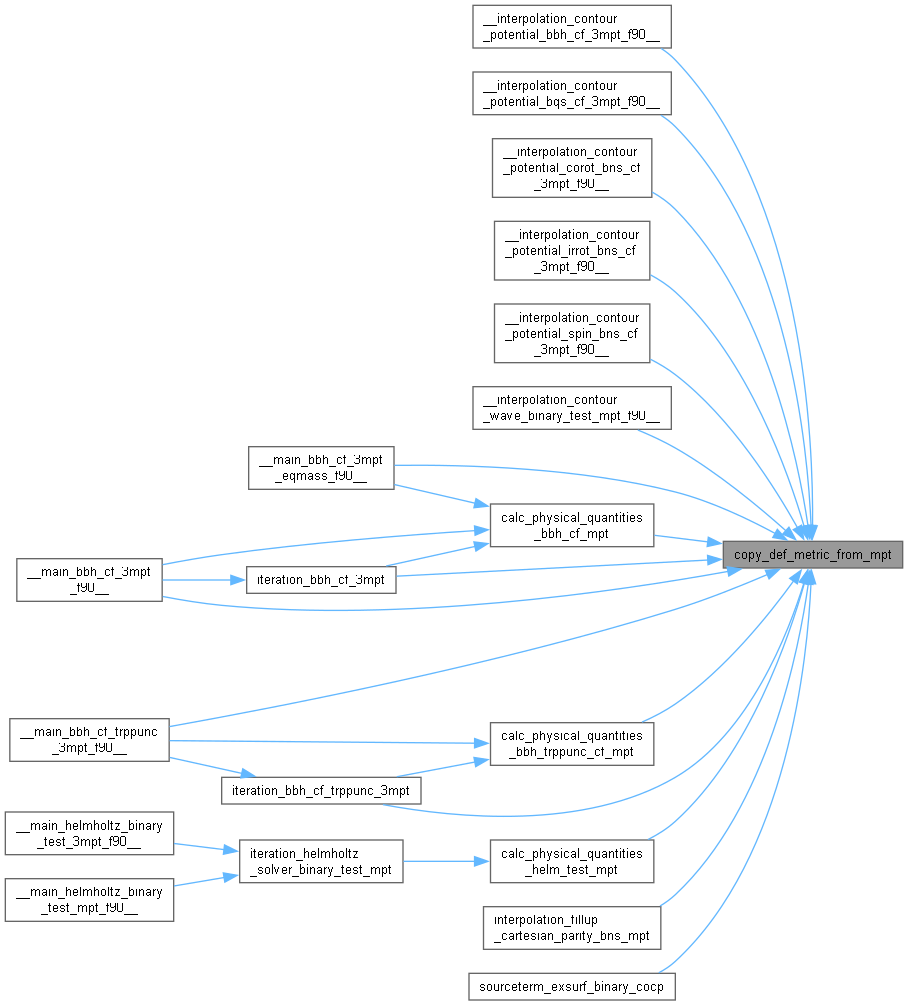 __interpolation_contour
_potential_bbh_cf_3mpt_f90__
__interpolation_contour
_potential_bqs_cf_3mpt_f90__
__interpolation_contour
_potential_corot_bns_cf
_3mpt_f90__
__interpolation_contour
_potential_irrot_bns_cf
_3mpt_f90__
__interpolation_contour
_potential_spin_bns_cf
_3mpt_f90__
__interpolation_contour
_wave_binary_test_mpt_f90__
__main_bbh_cf_3mpt
_eqmass_f90__
calc_physical_quantities
_bbh_cf_mpt
copy_def_metric_from_mpt
__main_bbh_cf_3mpt
_f90__
iteration_bbh_cf_3mpt
__main_bbh_cf_trppunc
_3mpt_f90__
calc_physical_quantities
_bbh_trppunc_cf_mpt
iteration_bbh_cf_trppunc_3mpt
__main_helmholtz_binary
_test_3mpt_f90__
iteration_helmholtz
_solver_binary_test_mpt
calc_physical_quantities
_helm_test_mpt
__main_helmholtz_binary
_test_mpt_f90__
interpolation_fillup
_cartesian_parity_bns_mpt
sourceterm_exsurf_binary_cocp